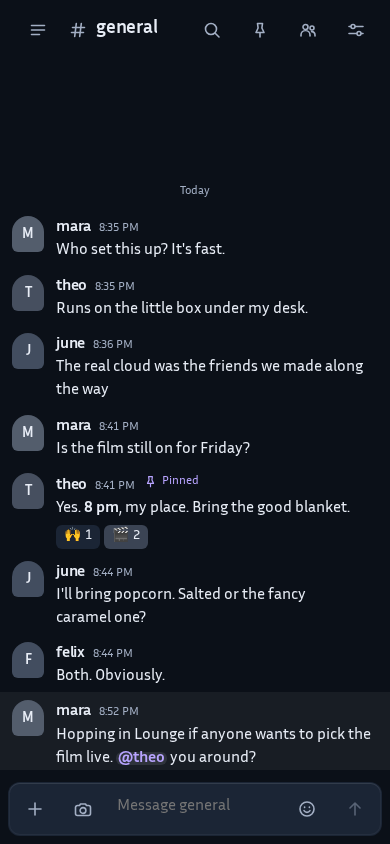 # general
Today
M
mara 8:35 PM
Who set this up? It's fast.
T
theo 8:35 PM
Runs on the little box under my desk.
J
june 8:36 PM
The real cloud was the friends we made along
the way
M
mara 8:41 PM
Is the film still on for Friday?
T
theo 8:41 PM Pinned
Yes. 8 pm, my place. Bring the good blanket.
🙌 1 🎬 2
J
june 8:44 PM
I'll bring popcorn. Salted or the fancy
caramel one?
F
felix 8:44 PM
Both. Obviously.
M
mara 8:52 PM
Hopping in Lounge if anyone wants to pick the
film live. @theo you around?
Message general